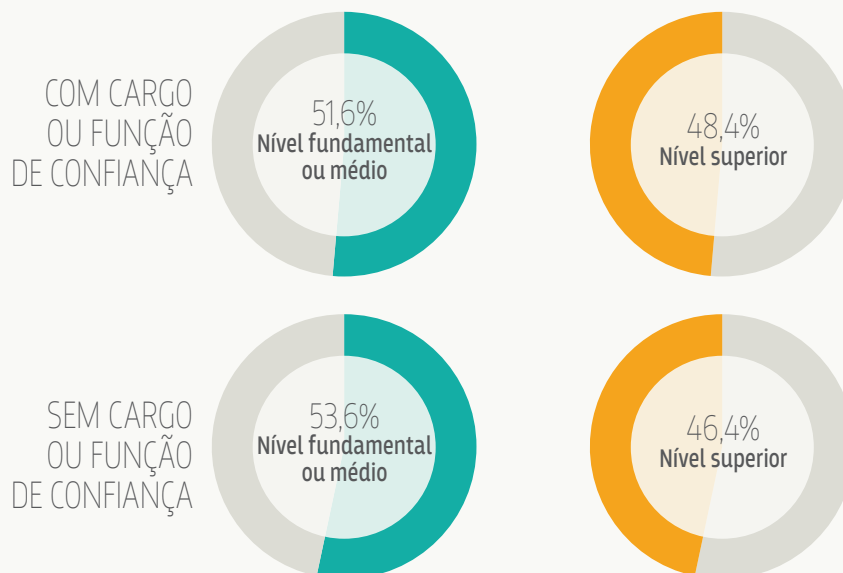 COM CARGO
OU FUNÇÃO
DE CONFIANÇA
51,6%
Nível fundamental
ou médio
48,4%
Nível superior
SEM CARGO
OU FUNÇÃO
DE CONFIANÇA
53,6%
Nível fundamental
ou médio
46,4%
Nível superior